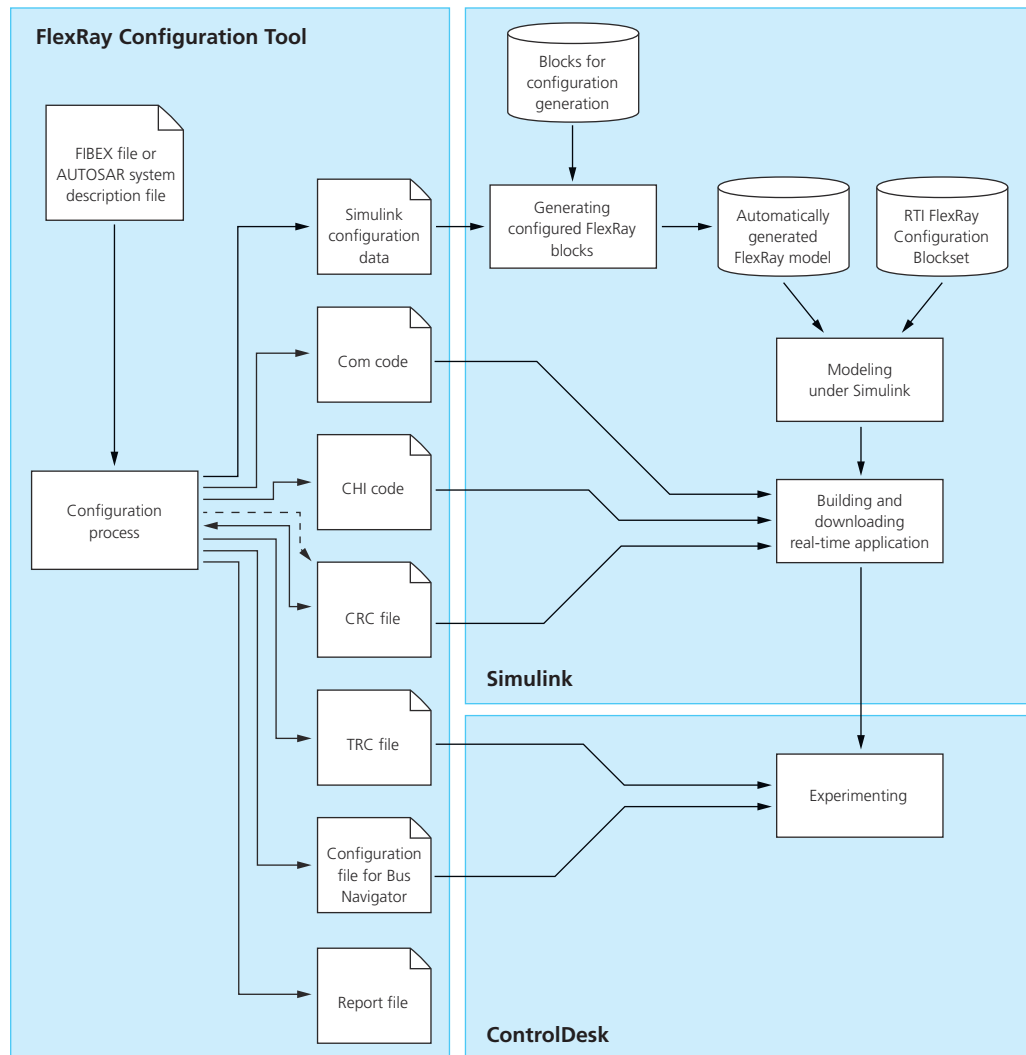 FlexRay Configuration Tool
FIBEX file or
AUTOSAR system
description file
Configuration
process
Simulink
configuration
data
Com code
CHI code
CRC file
TRC file
Configuration
file for Bus
Navigator
Report file
Blocks for
configuration
generation
Generating
configured FlexRay
blocks
Automatically
generated
FlexRay model
RTI FlexRay
Configuration
Blockset
Modeling
under Simulink
Building and
downloading
real-time application
Simulink
Experimenting
ControlDesk